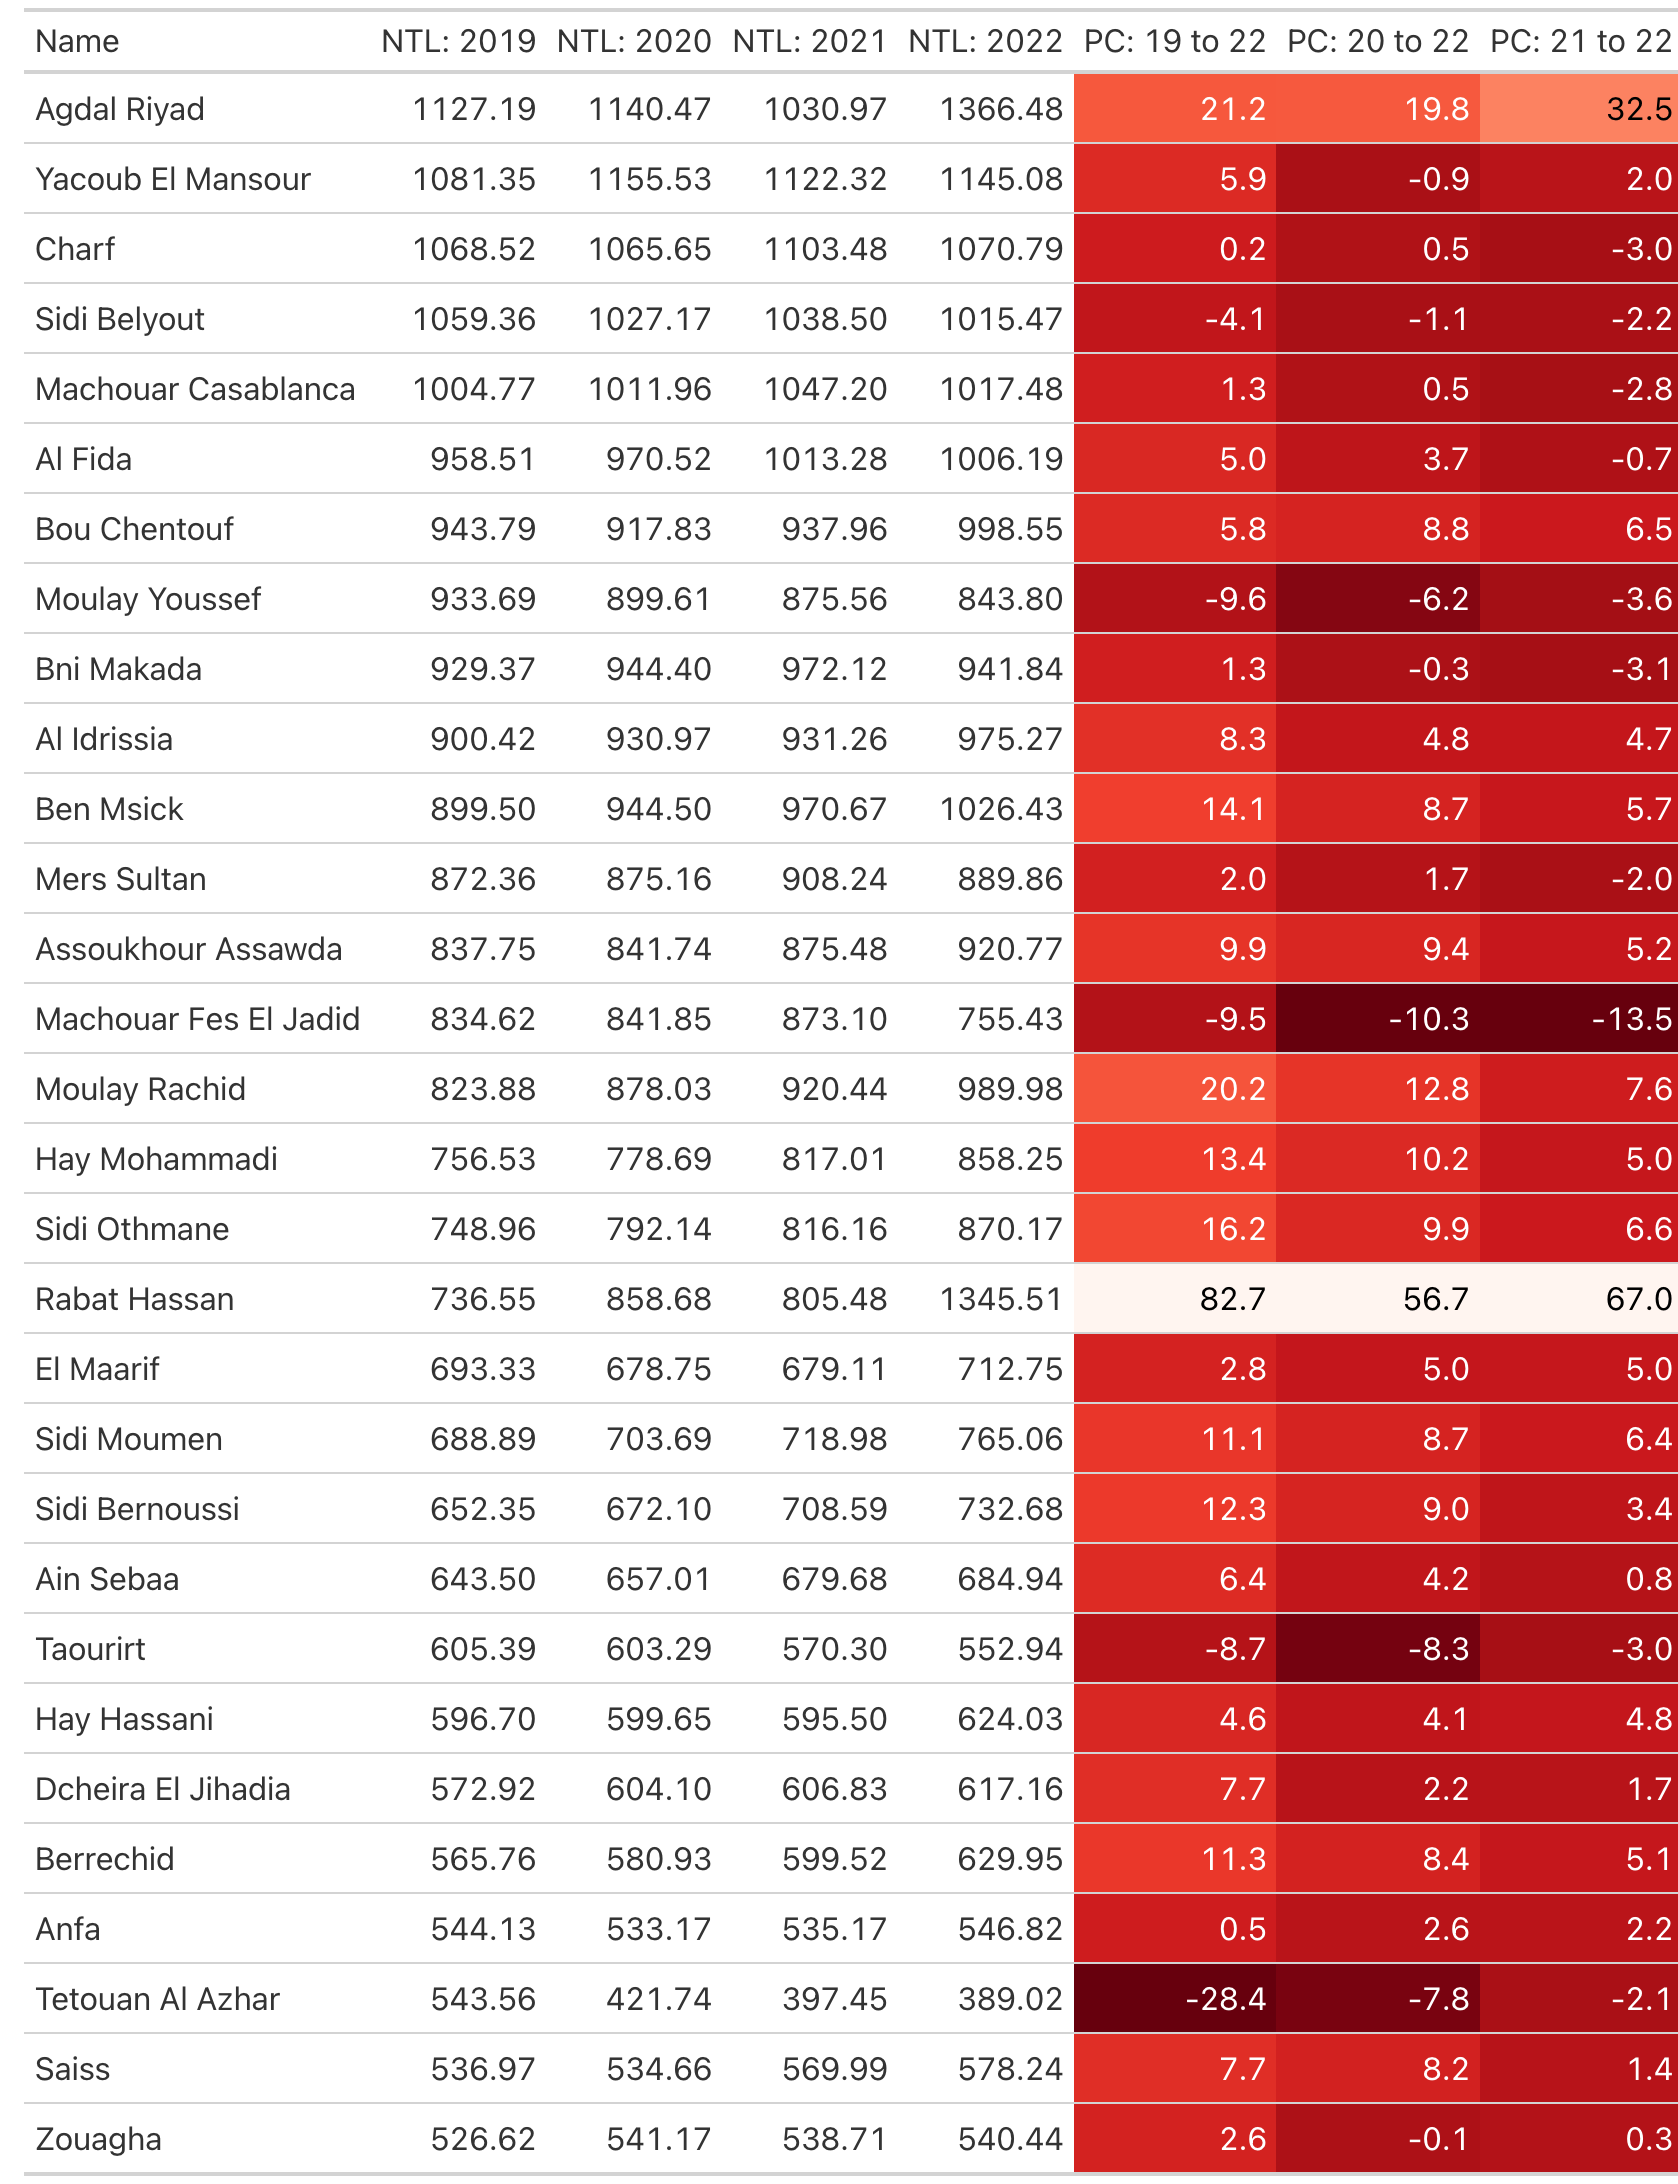 Name NTL: 2019 NTL: 2020 NTL: 2021 NTL: 2022 PC: 19 to 22 PC: 20 to 22 PC: 21 to 22
Agdal Riyad 1127.19 1140.47 1030.97 1366.48 21.2 19.8 32.5
Yacoub El Mansour 1081.35 1155.53 1122.32 1145.08 5.9 -0.9 2.0
Charf 1068.52 1065.65 1103.48 1070.79 0.2 0.5 -3.0
Sidi Belyout 1059.36 1027.17 1038.50 1015.47 -4.1 -1.1 -2.2
Machouar Casablanca 1004.77 1011.96 1047.20 1017.48 1.3 0.5 -2.8
Al Fida 958.51 970.52 1013.28 1006.19 5.0 3.7 -0.7
Bou Chentouf 943.79 917.83 937.96 998.55 5.8 8.8 6.5
Moulay Youssef 933.69 899.61 875.56 843.80 -9.6 -6.2 -3.6
Bni Makada 929.37 944.40 972.12 941.84 1.3 -0.3 -3.1
Al Idrissia 900.42 930.97 931.26 975.27 8.3 4.8 4.7
Ben Msick 899.50 944.50 970.67 1026.43 14.1 8.7 5.7
Mers Sultan 872.36 875.16 908.24 889.86 2.0 1.7 -2.0
Assoukhour Assawda 837.75 841.74 875.48 920.77 9.9 9.4 5.2
Machouar Fes El Jadid 834.62 841.85 873.10 755.43 -9.5 -10.3 -13.5
Moulay Rachid 823.88 878.03 920.44 989.98 20.2 12.8 7.6
Hay Mohammadi 756.53 778.69 817.01 858.25 13.4 10.2 5.0
Sidi Othmane 748.96 792.14 816.16 870.17 16.2 9.9 6.6
Rabat Hassan 736.55 858.68 805.48 1345.51 82.7 56.7 67.0
El Maarif 693.33 678.75 679.11 712.75 2.8 5.0 5.0
Sidi Moumen 688.89 703.69 718.98 765.06 11.1 8.7 6.4
Sidi Bernoussi 652.35 672.10 708.59 732.68 12.3 9.0 3.4
Ain Sebaa 643.50 657.01 679.68 684.94 6.4 4.2 0.8
Taourirt 605.39 603.29 570.30 552.94 -8.7 -8.3 -3.0
Hay Hassani 596.70 599.65 595.50 624.03 4.6 4.1 4.8
Dcheira El Jihadia 572.92 604.10 606.83 617.16 7.7 2.2 1.7
Berrechid 565.76 580.93 599.52 629.95 11.3 8.4 5.1
Anfa 544.13 533.17 535.17 546.82 0.5 2.6 2.2
Tetouan Al Azhar 543.56 421.74 397.45 389.02 -28.4 -7.8 -2.1
Saiss 536.97 534.66 569.99 578.24 7.7 8.2 1.4
Zouagha 526.62 541.17 538.71 540.44 2.6 -0.1 0.3